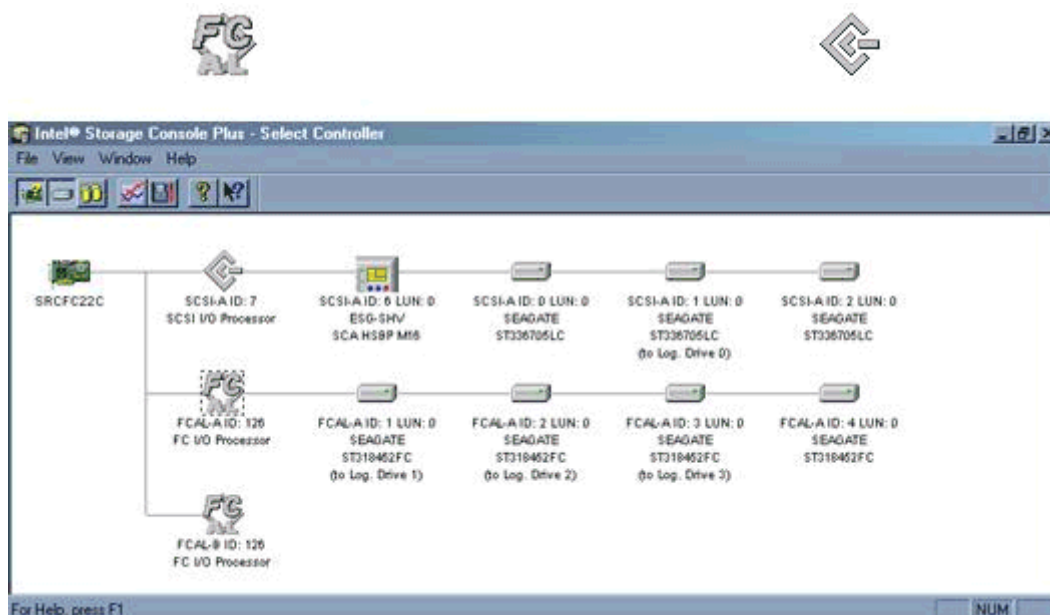 FC
AL
Intel® Storage Console Plus - Select Controller
File View Window Help
SRCFC22C
SCSI-A ID: 7
SCSI I/O Processor
SCSI-A ID: 6 LUN: 0
ESG-SHV
SCA HSBP M16
SCSI-A ID: 0 LUN: 0
SEAGATE
ST336705LC
SCSI-A ID: 1 LUN: 0
SEAGATE
ST336705LC
(to Log. Drive 0)
SCSI-A ID: 2 LUN: 0
SEAGATE
ST336705LC
FC
AL
FCAL-A ID: 126
FC I/O Processor
FCAL-A ID: 1 LUN: 0
SEAGATE
ST318452FC
(to Log. Drive 1)
FCAL-A ID: 2 LUN: 0
SEAGATE
ST318452FC
(to Log. Drive 2)
FCAL-A ID: 3 LUN: 0
SEAGATE
ST318452FC
(to Log. Drive 3)
FCAL-A ID: 4 LUN: 0
SEAGATE
ST318452FC
FC
AL
FCAL-B ID: 126
FC I/O Processor
For Help, press F1
NUM